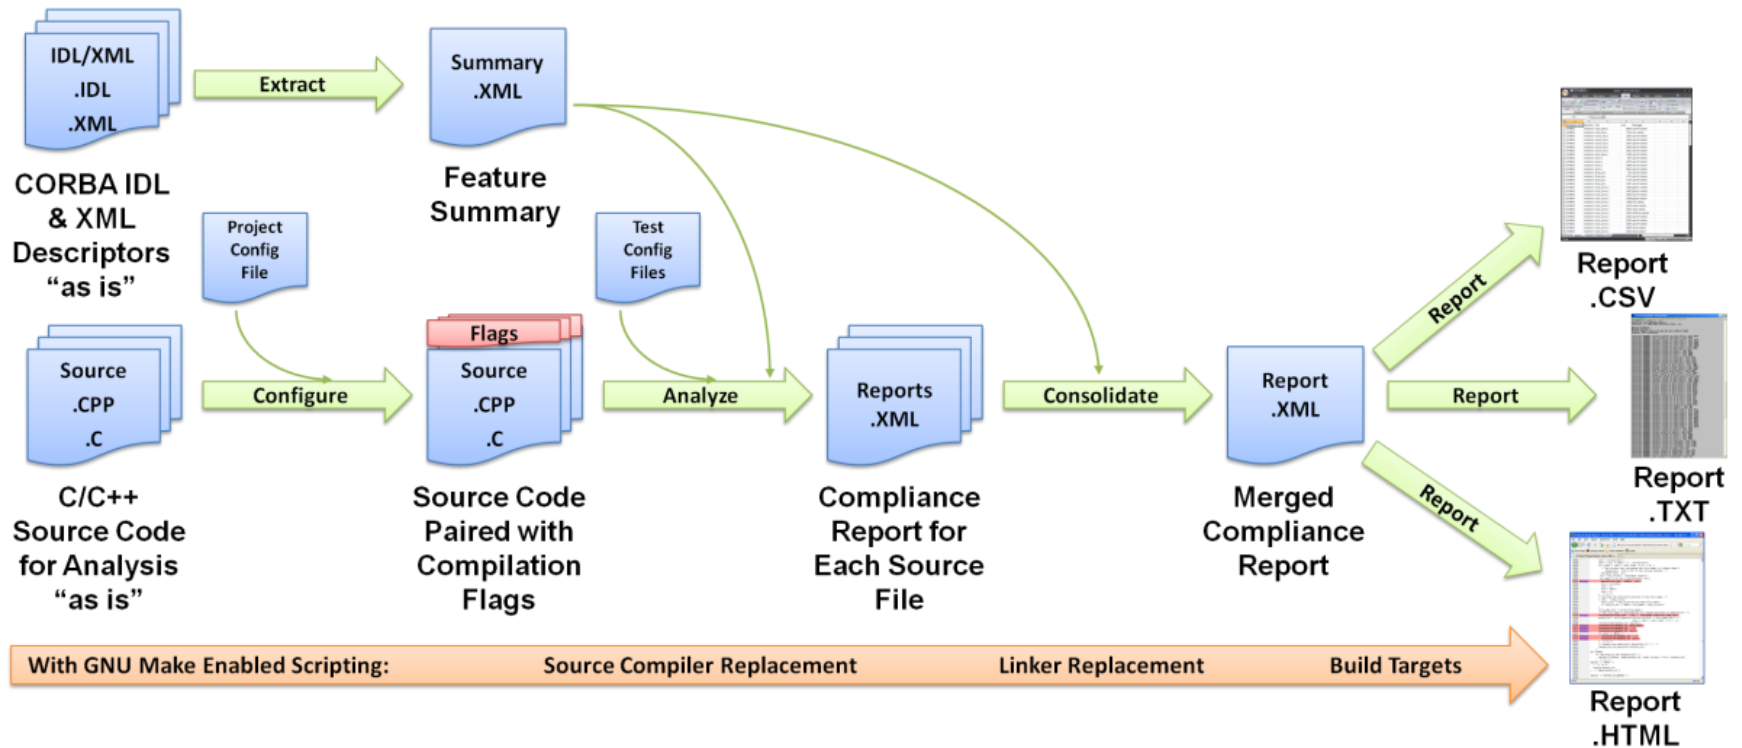 IDL/XML
.IDL
.XML
Extract
Summary
.XML
CORBA IDL
& XML
Descriptors
“as is”
Feature
Summary
Project
Config
File
Test
Config
Files
Source
.CPP
.C
Configure
Flags
Source
.CPP
.C
Analyze
Reports
.XML
Consolidate
Report
.XML
Report
Report
Report
Report
.CSV
Report
.TXT
Report
.HTML
C/C++
Source Code
for Analysis
“as is”
Source Code
Paired with
Compilation
Flags
Compliance
Report for
Each Source
File
Merged
Compliance
Report
With GNU Make Enabled Scripting:
Source Compiler Replacement
Linker Replacement
Build Targets